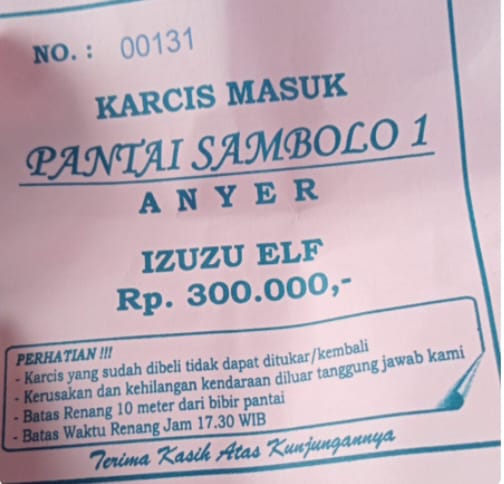 NO. : 00131
KARCIS MASUK
PANTAI SAMBOLO 1
ANYER
IZUZU ELF
Rp. 300.000,-
PERHATIAN !!!
- Karcis yang sudah dibeli tidak dapat ditukar/kembali
- Kerusakan dan kehilangan kendaraan diluar tanggung jawab kami
- Batas Renang 10 meter dari bibir pantai
- Batas Waktu Renang Jam 17.30 WIB
Terima Kasih Atas Kunjungannya